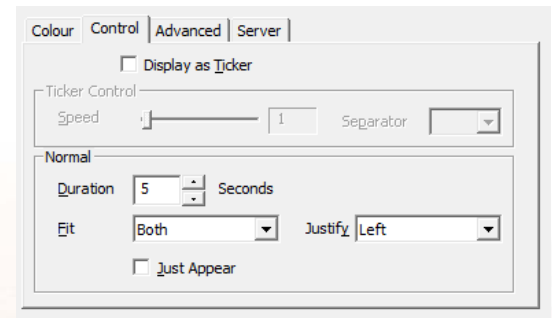 Colour Control Advanced Server
Display as Ticker
Ticker Control
Speed 1 Separator
Normal
Duration 5 Seconds
Fit Both Justify Left
Just Appear